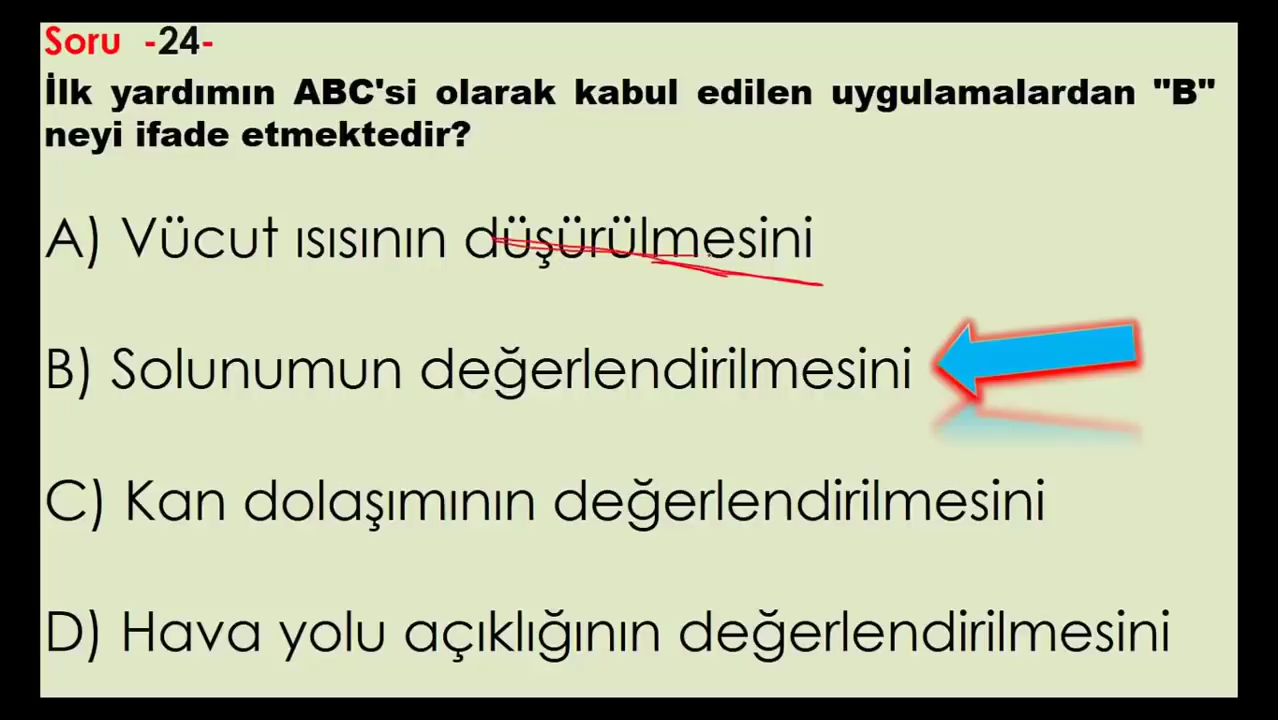 Soru -24-
İlk yardımın ABC'si olarak kabul edilen uygulamalardan "B"
neyi ifade etmektedir?
A) Vücut ısısının düşürülmesini
B) Solunumun değerlendirilmesini
C) Kan dolaşımının değerlendirilmesini
D) Hava yolu açıklığının değerlendirilmesini